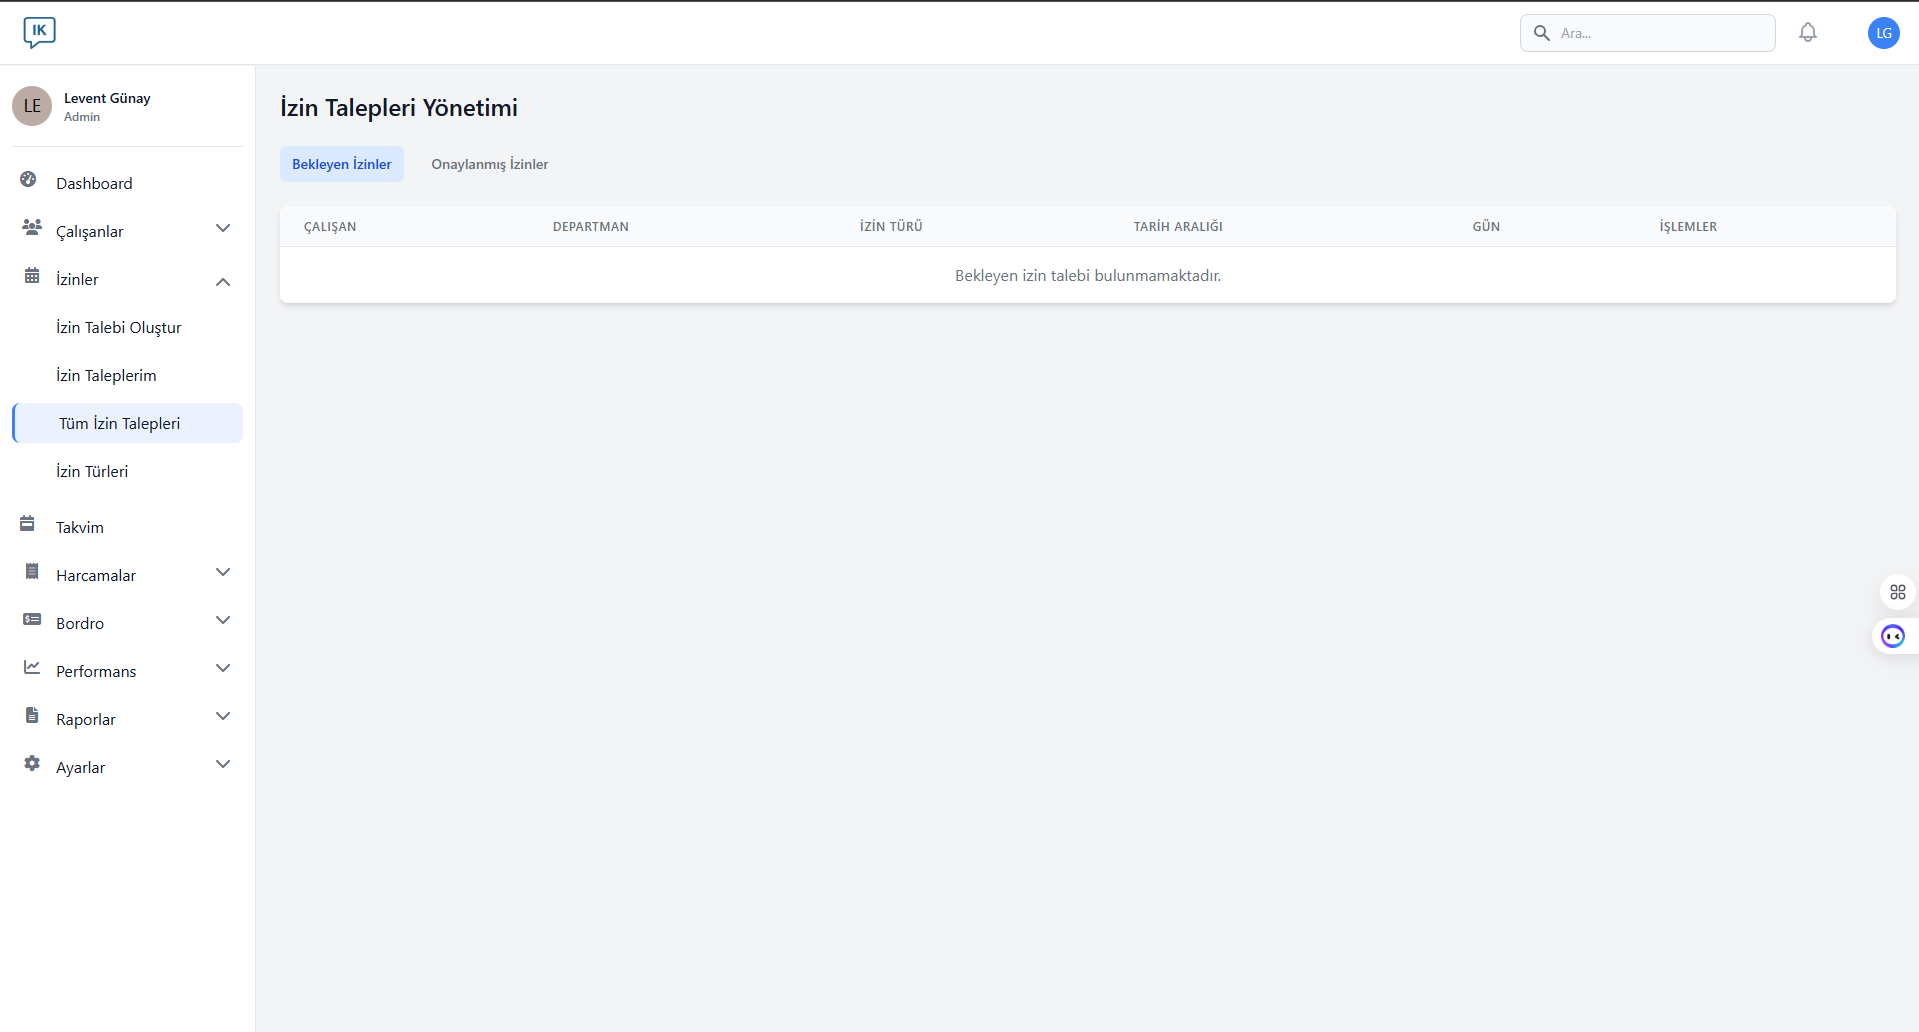 IK
Ara...
LG
LE
Levent Günay
Admin
Dashboard
Çalışanlar
İzinler
İzin Talebi Oluştur
İzin Taleplerim
Tüm İzin Talepleri
İzin Türleri
Takvim
Harcamalar
Bordro
Performans
Raporlar
Ayarlar
İzin Talepleri Yönetimi
Bekleyen İzinler Onaylanmış İzinler
ÇALIŞAN DEPARTMAN İZİN TÜRÜ TARİH ARALIĞI GÜN İŞLEMLER
Bekleyen izin talebi bulunmamaktadır.